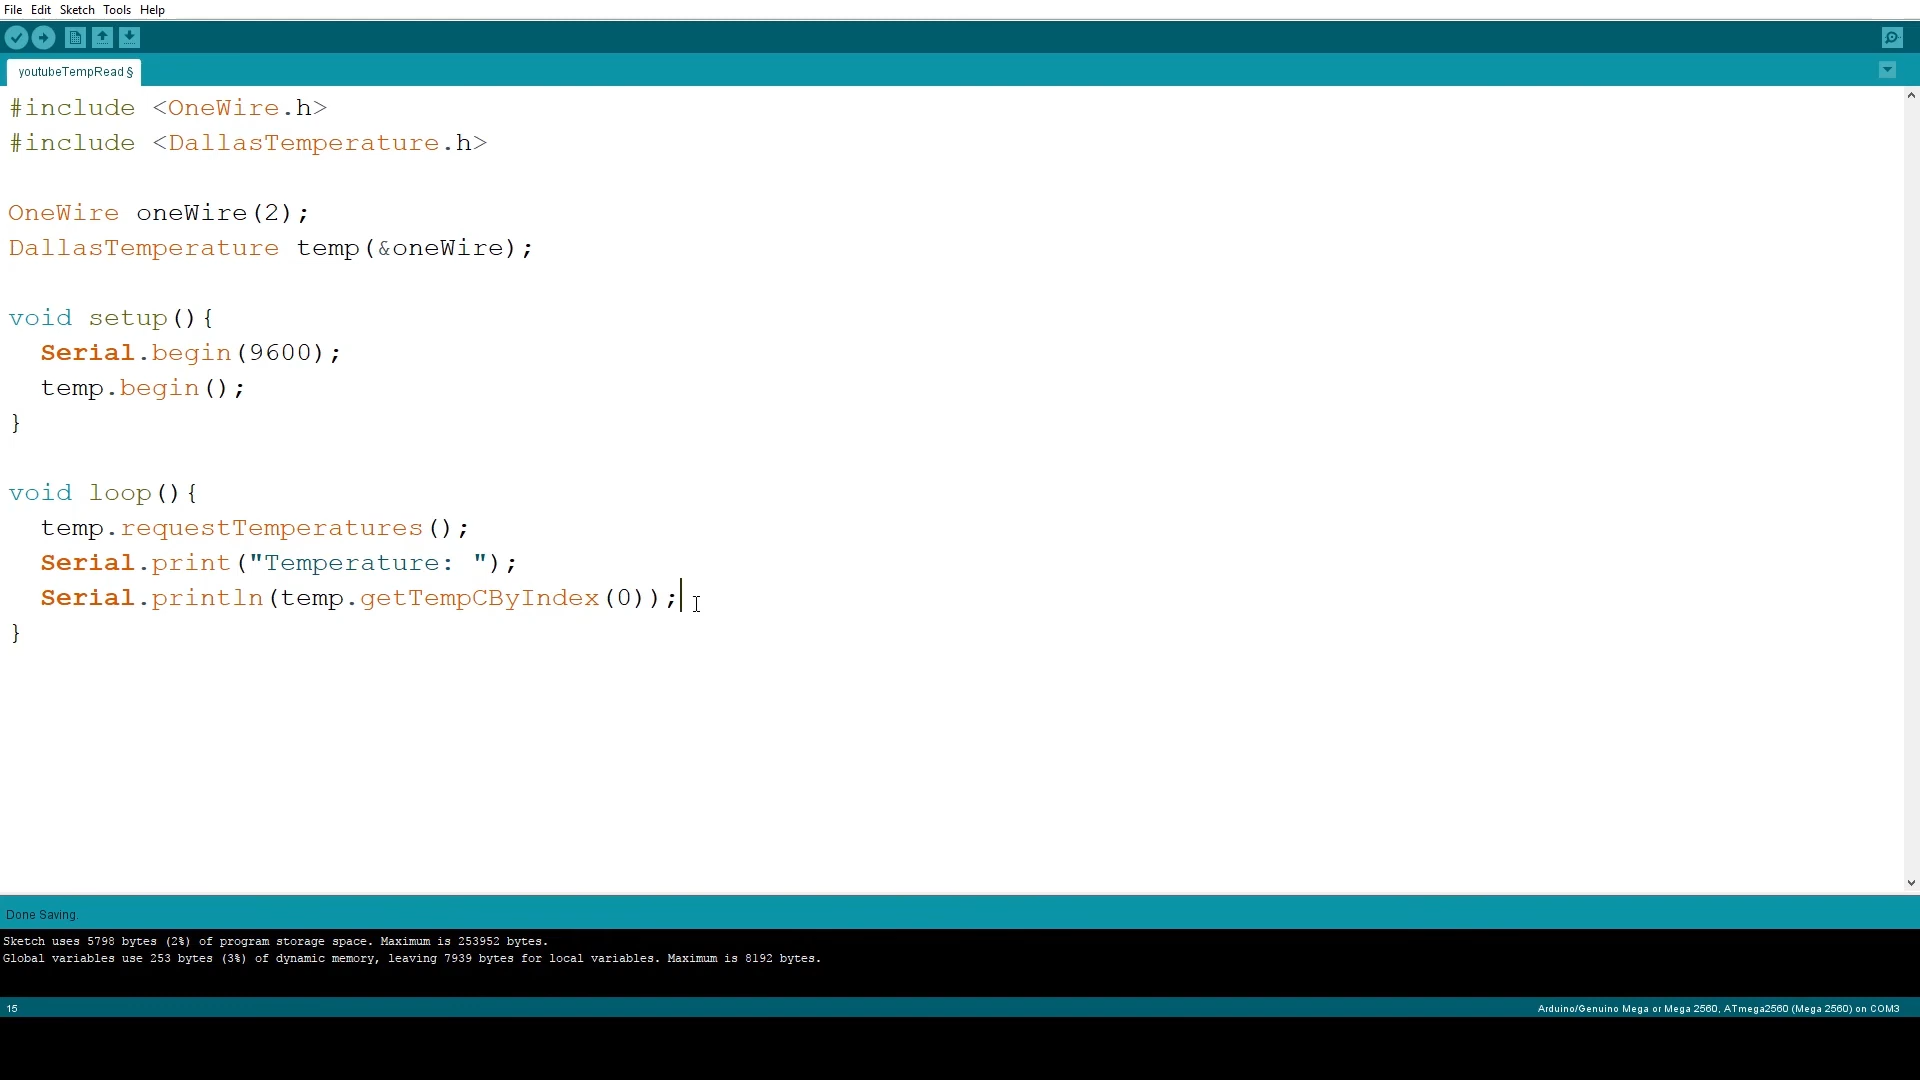 File Edit Sketch Tools Help
youtubeTempRead §
#include <OneWire.h>
#include <DallasTemperature.h>
OneWire oneWire(2);
DallasTemperature temp(&oneWire);
void setup(){
  Serial.begin(9600);
  temp.begin();
}
void loop(){
  temp.requestTemperatures();
  Serial.print("Temperature: ");
  Serial.println(temp.getTempCByIndex(0));
}
Done Saving.
Sketch uses 5798 bytes (2%) of program storage space. Maximum is 253952 bytes.
Global variables use 253 bytes (3%) of dynamic memory, leaving 7939 bytes for local variables. Maximum is 8192 bytes.
15 Arduino/Genuino Mega or Mega 2560, ATmega2560 (Mega 2560) on COM3